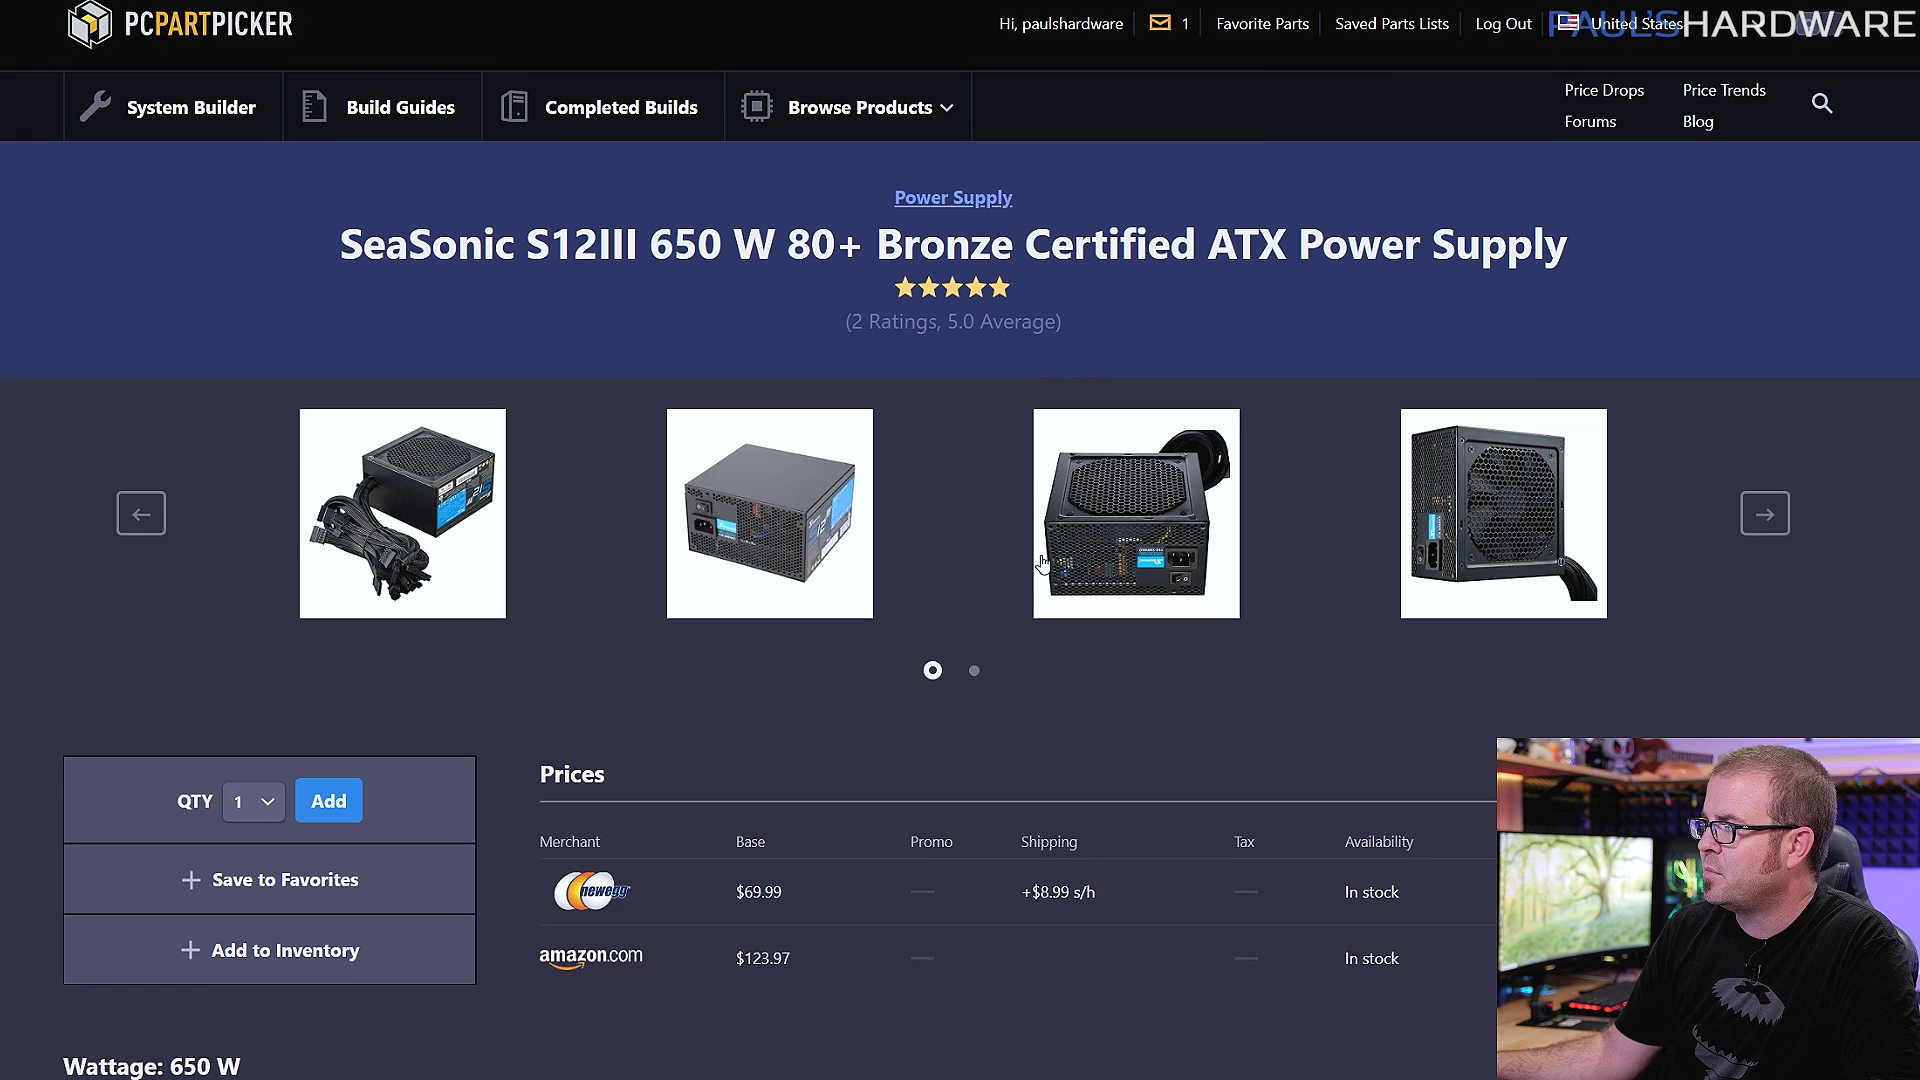 PCPARTPICKER
Hi, paulshardware
1
Favorite Parts
Saved Parts Lists
Log Out
United States
PAUL'SHARDWARE
System Builder
Build Guides
Completed Builds
Browse Products
Price Drops
Price Trends
Forums
Blog
Power Supply
SeaSonic S12III 650 W 80+ Bronze Certified ATX Power Supply
(2 Ratings, 5.0 Average)
QTY 1 Add
Save to Favorites
Add to Inventory
Prices
Merchant Base Promo Shipping Tax Availability
newegg $69.99 — +$8.99 s/h — In stock
amazon.com $123.97 — — In stock
Wattage: 650 W